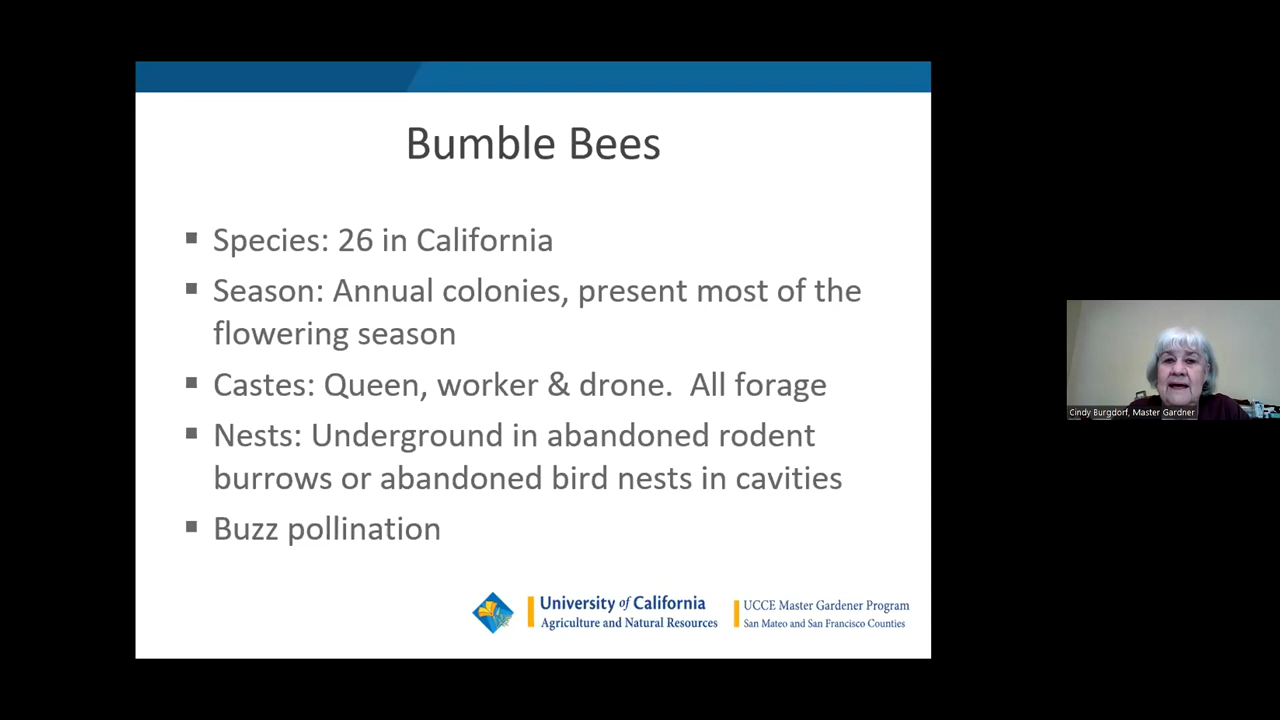 Bumble Bees
▪ Species: 26 in California
▪ Season: Annual colonies, present most of the
flowering season
▪ Castes: Queen, worker & drone.  All forage
▪ Nests: Underground in abandoned rodent
burrows or abandoned bird nests in cavities
▪ Buzz pollination
University of California
Agriculture and Natural Resources
UCCE Master Gardener Program
San Mateo and San Francisco Counties
Cindy Burgdorf, Master Gardner